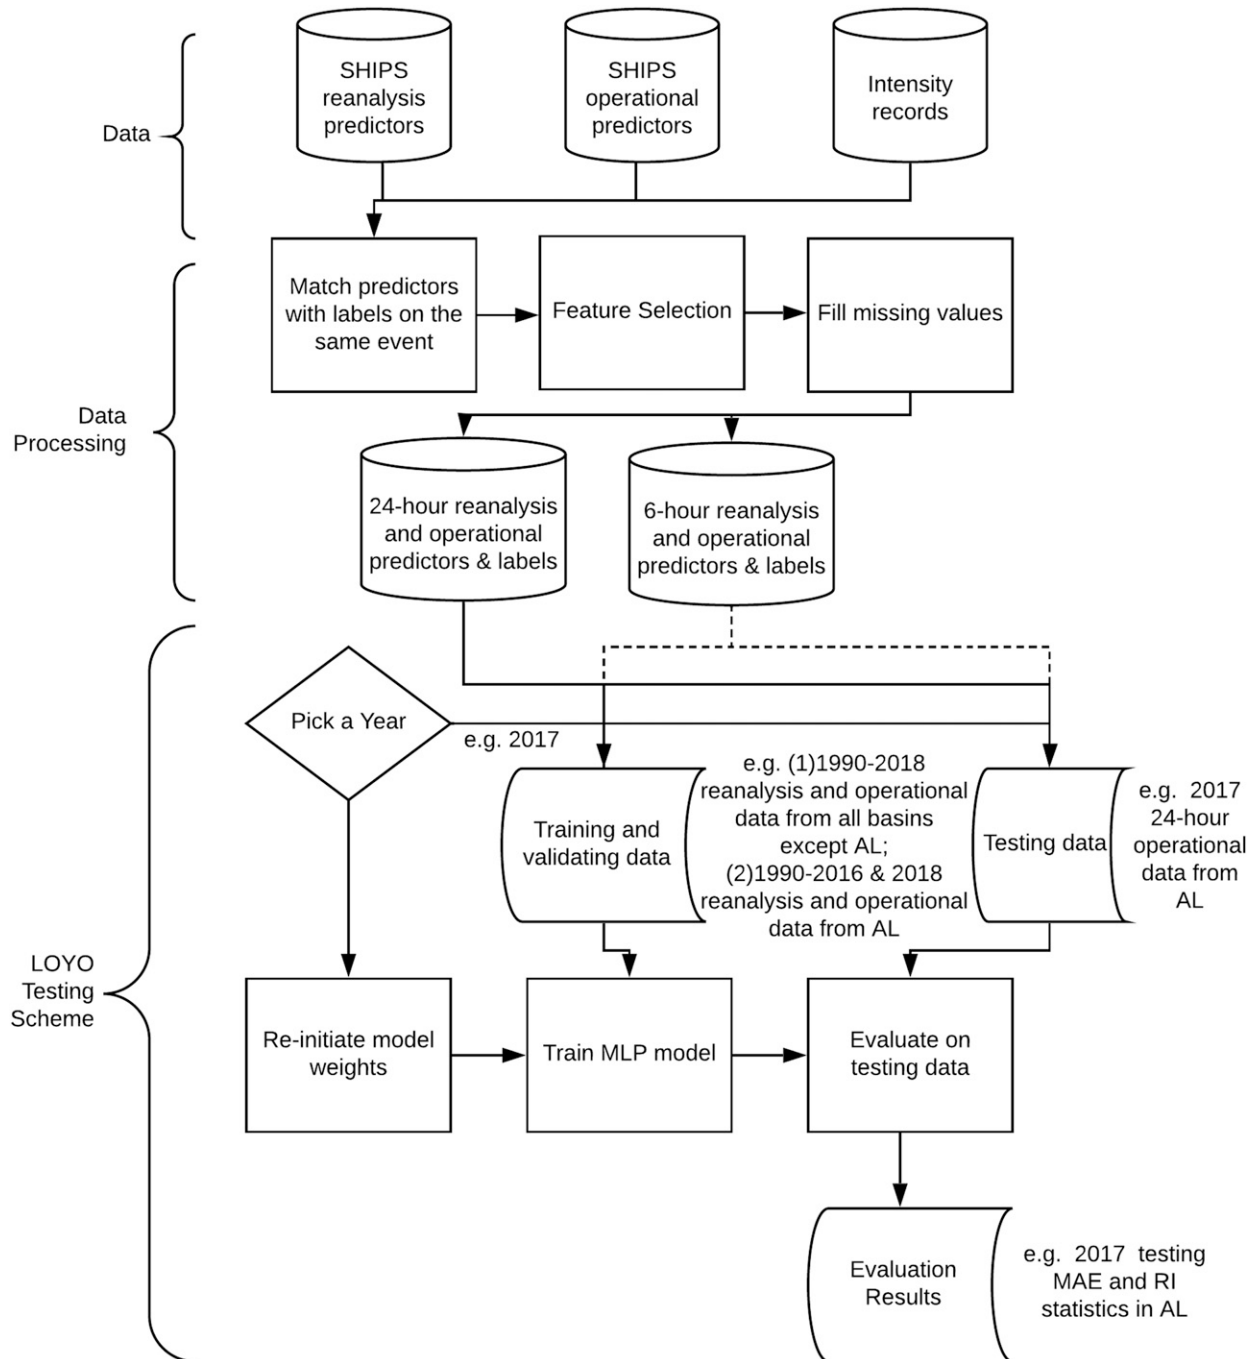 Data
SHIPS
reanalysis
predictors
SHIPS
operational
predictors
Intensity
records
Data
Processing
Match predictors
with labels on the
same event
Feature Selection
Fill missing values
24-hour reanalysis
and operational
predictors & labels
6-hour reanalysis
and operational
predictors & labels
LOYO
Testing
Scheme
Pick a Year
e.g. 2017
Training and
validating data
e.g. (1)1990-2018
reanalysis and operational
data from all basins
except AL;
(2)1990-2016 & 2018
reanalysis and operational
data from AL
Testing data
e.g. 2017
24-hour
operational
data from
AL
Re-initiate model
weights
Train MLP model
Evaluate on
testing data
Evaluation
Results
e.g. 2017 testing
MAE and RI
statistics in AL